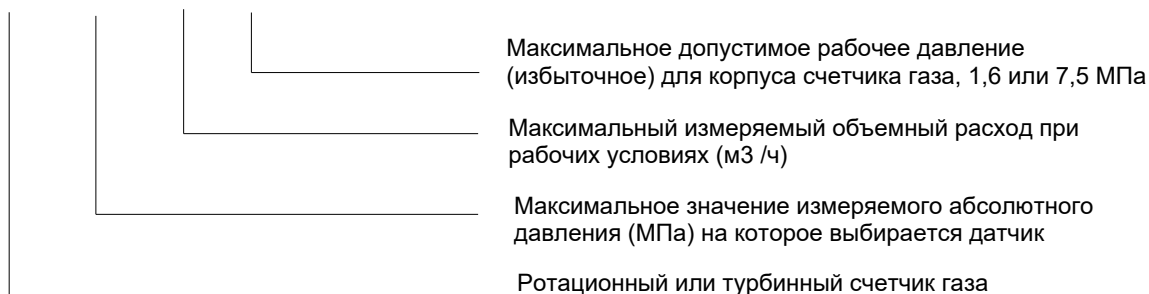 Максимальное допустимое рабочее давление
(избыточное) для корпуса счетчика газа, 1,6 или 7,5 МПа
Максимальный измеряемый объемный расход при
рабочих условиях (м3 /ч)
Максимальное значение измеряемого абсолютного
давления (МПа) на которое выбирается датчик
Ротационный или турбинный счетчик газа